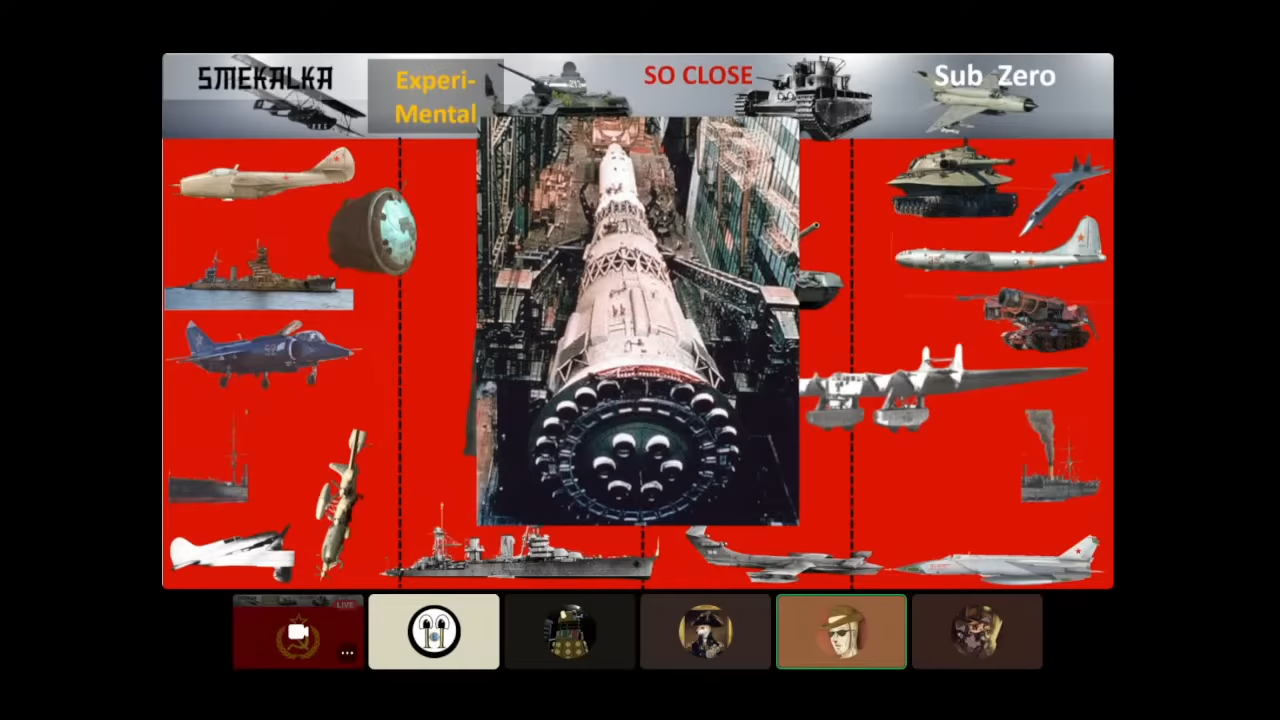 SMEKALKA
Experi-
Mental
SO CLOSE
Sub Zero
LIVE